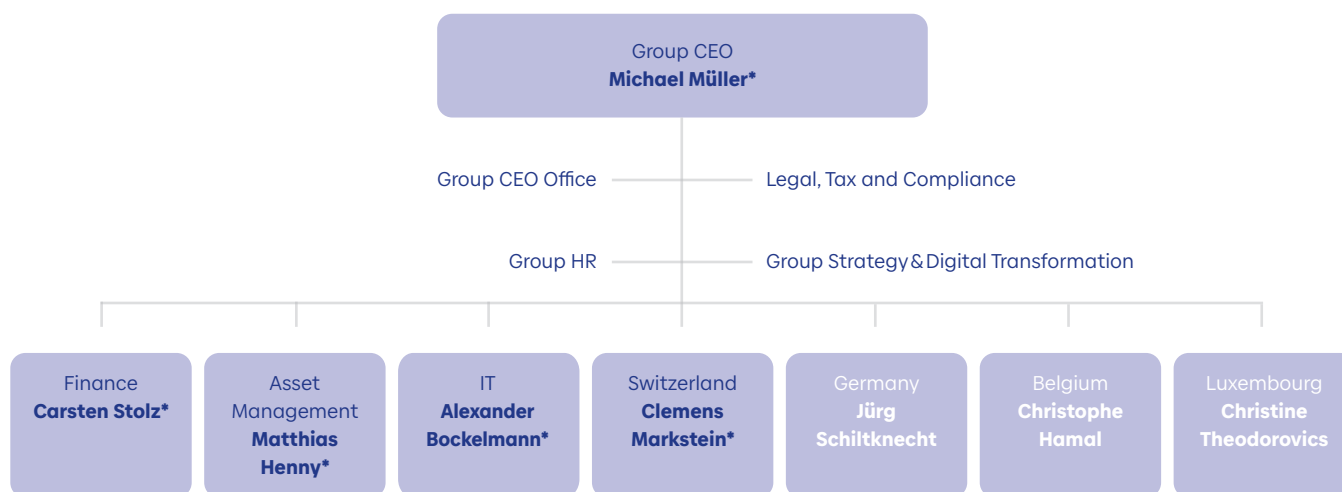 Group CEO
Michael Müller*
Group CEO Office
Legal, Tax and Compliance
Group HR
Group Strategy & Digital Transformation
Finance
Carsten Stolz*
Asset
Management
Matthias
Henny*
IT
Alexander
Bockelmann*
Switzerland
Clemens
Markstein*
Germany
Jürg
Schiltknecht
Belgium
Christophe
Hamal
Luxembourg
Christine
Theodorovics